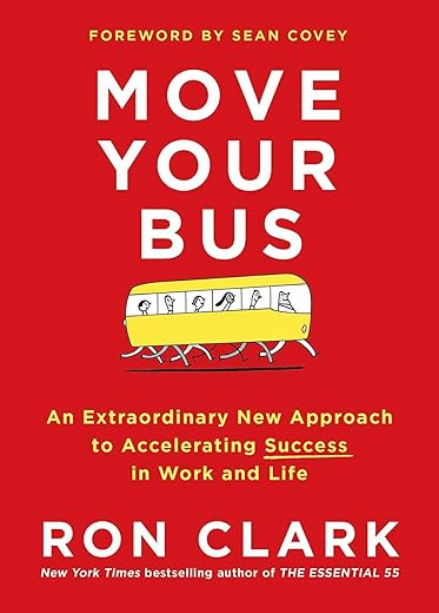 FOREWORD BY SEAN COVEY
MOVE
YOUR
BUS
An Extraordinary New Approach
to Accelerating Success
in Work and Life
RON CLARK
New York Times bestselling author of THE ESSENTIAL 55